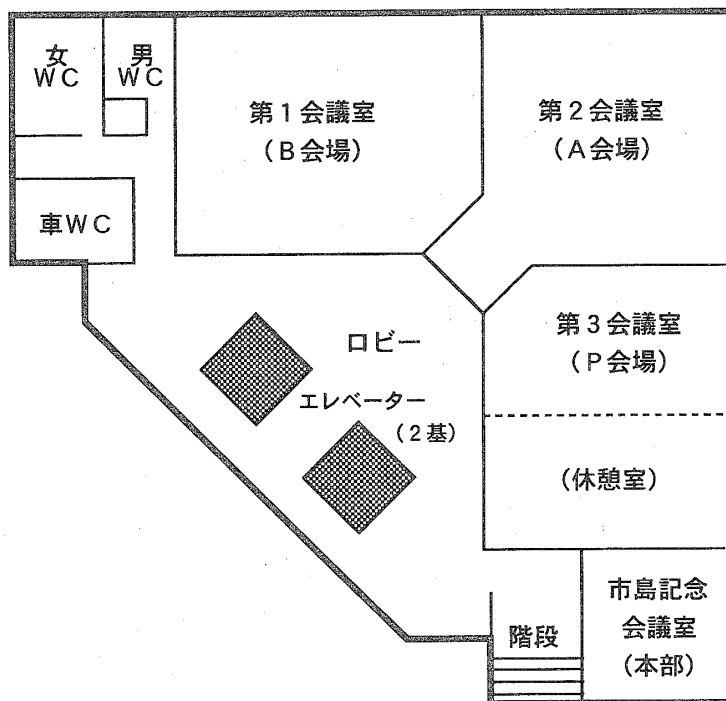 女
WC
男
WC
第1会議室
(B会場)
第2会議室
(A会場)
車WC
ロビー
エレベーター
(2基)
第3会議室
(P会場)
(休憩室)
市島記念
会議室
(本部)
階段